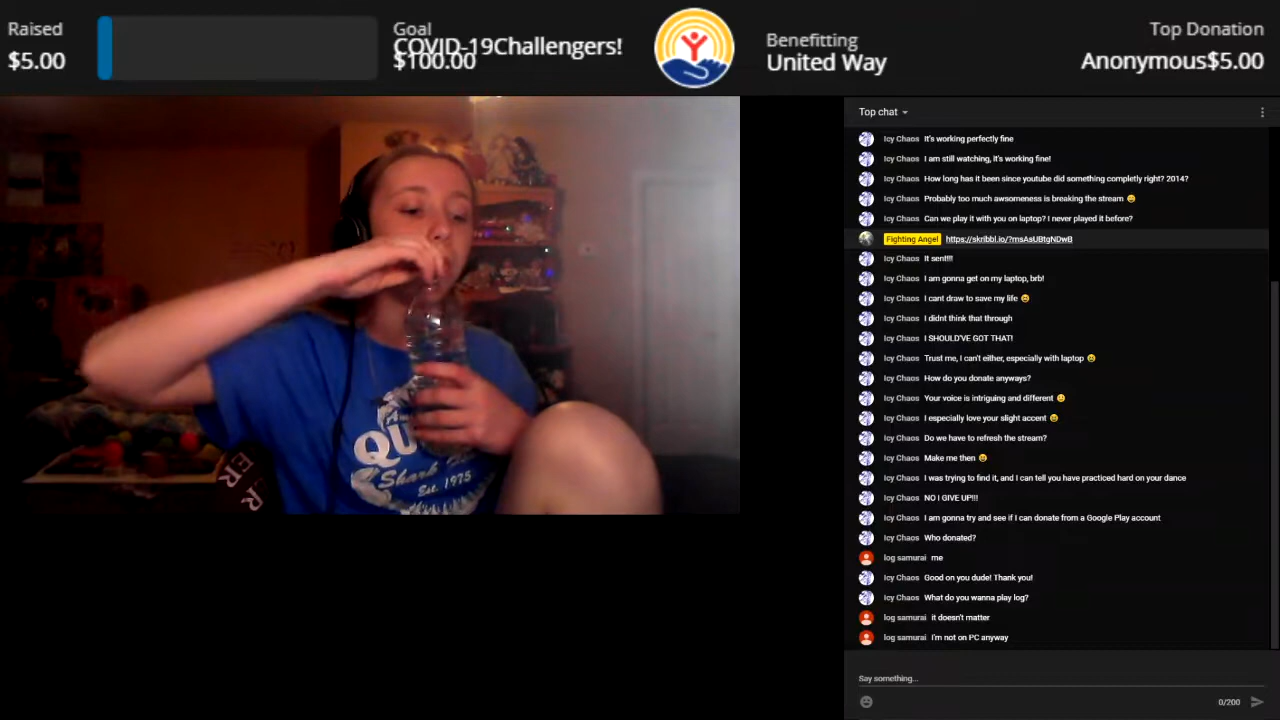 Raised
$5.00
Goal
$100.00
COVID-19Challengers!
Benefitting
United Way
Top Donation
Anonymous$5.00
Top chat
Icy Chaos It's working perfectly fine
Icy Chaos I am still watching, it's working fine!
Icy Chaos How long has it been since youtube did something completly right? 2014?
Icy Chaos Probably too much awsomeness is breaking the stream 😄
Icy Chaos Can we play it with you on laptop? I never played it before?
Fighting Angel https://skribbl.io/?msAsUBtgNDwB
Icy Chaos It sent!!!
Icy Chaos I am gonna get on my laptop, brb!
Icy Chaos I cant draw to save my life 😆
Icy Chaos I didnt think that through
Icy Chaos I SHOULD'VE GOT THAT!
Icy Chaos Trust me, I can't either, especially with laptop 😆
Icy Chaos How do you donate anyways?
Icy Chaos Your voice is intriguing and different 😊
Icy Chaos I especially love your slight accent 😆
Icy Chaos Do we have to refresh the stream?
Icy Chaos Make me then 😆
Icy Chaos I was trying to find it, and I can tell you have practiced hard on your dance
Icy Chaos NO I GIVE UP!!!
Icy Chaos I am gonna try and see if I can donate from a Google Play account
Icy Chaos Who donated?
log samurai me
Icy Chaos Good on you dude! Thank you!
Icy Chaos What do you wanna play log?
log samurai it doesn't matter
log samurai I'm not on PC anyway
Say something...
0/200
QU
Shark
Est. 1975
ER R